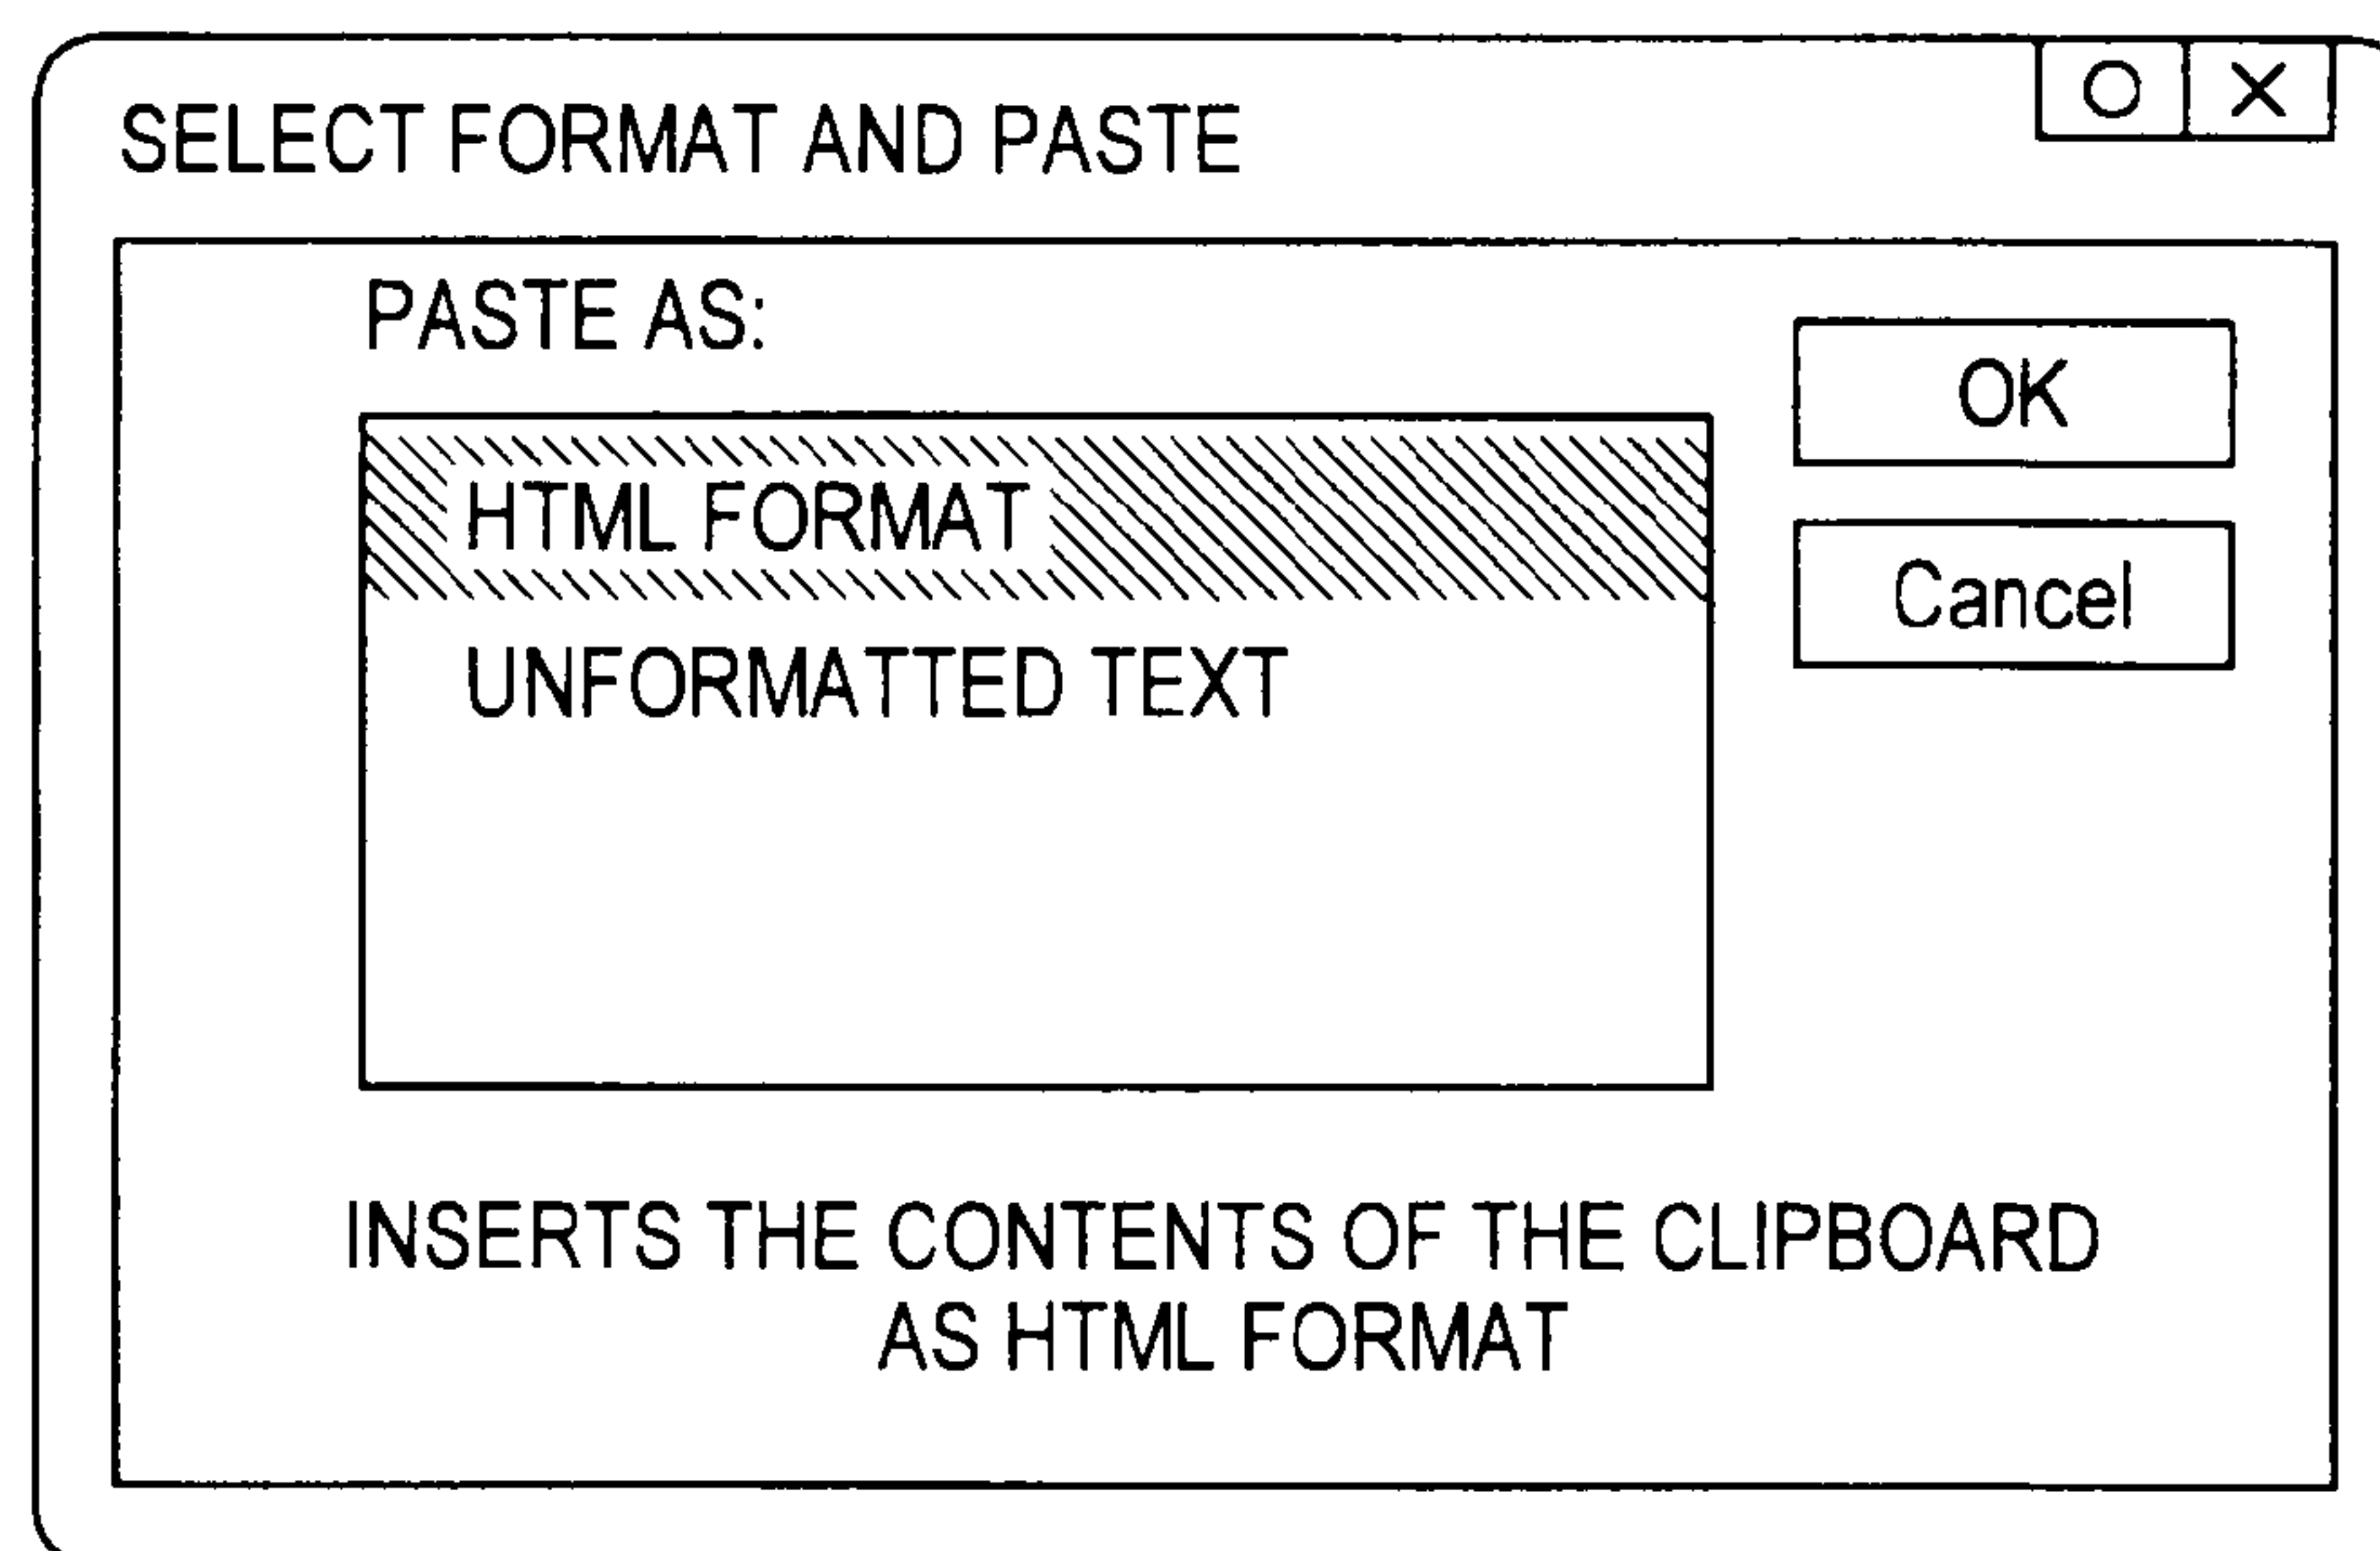 SELECT FORMAT AND PASTE
PASTE AS:
HTML FORMAT
UNFORMATTED TEXT
OK
Cancel
INSERTS THE CONTENTS OF THE CLIPBOARD
AS HTML FORMAT